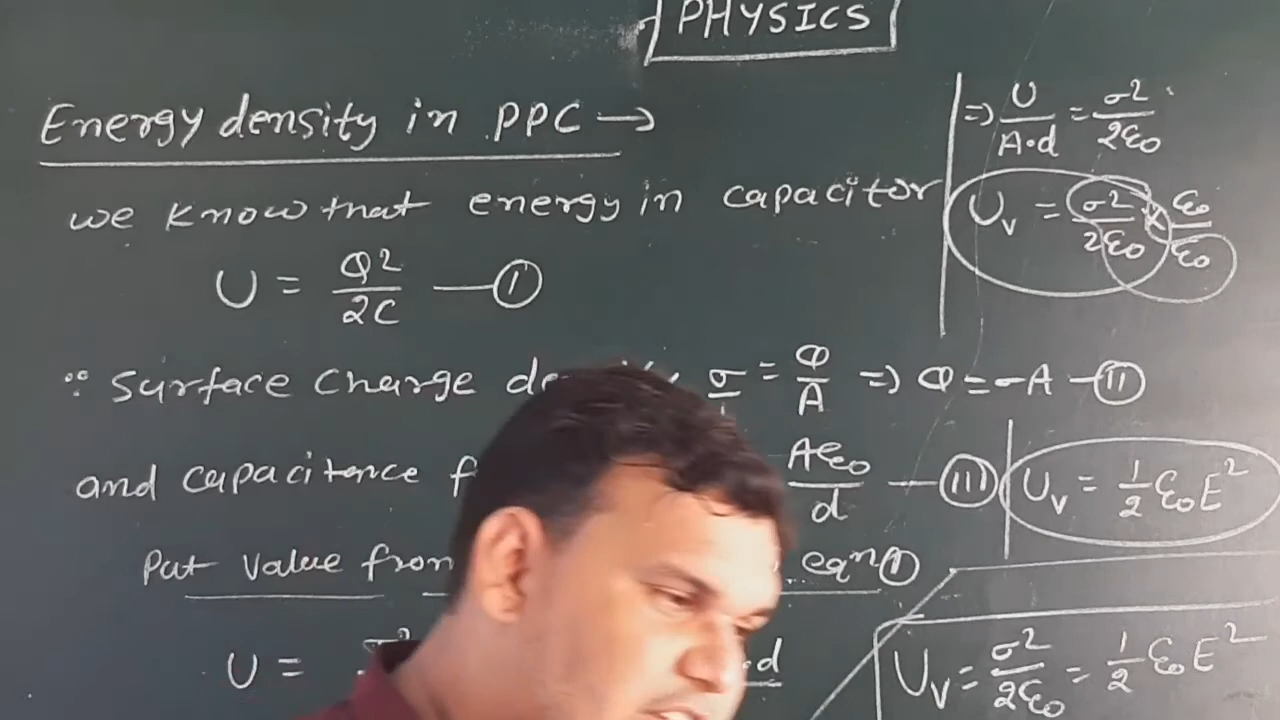 PHYSICS
Energy density in PPC →
we know that energy in capacitor
U = Q²/2C — (I)
∵ Surface Charge σ = Q/A ⇒ Q = σA — (II)
and capacitance Aε₀/d — (III)
Put value from eqⁿ (I)
U = d
⇒ U/A·d = σ²/2ε₀
Uᵥ = σ²/2ε₀ × ε₀/ε₀
Uᵥ = 1/2 ε₀E²
Uᵥ = σ²/2ε₀ = 1/2 ε₀E²